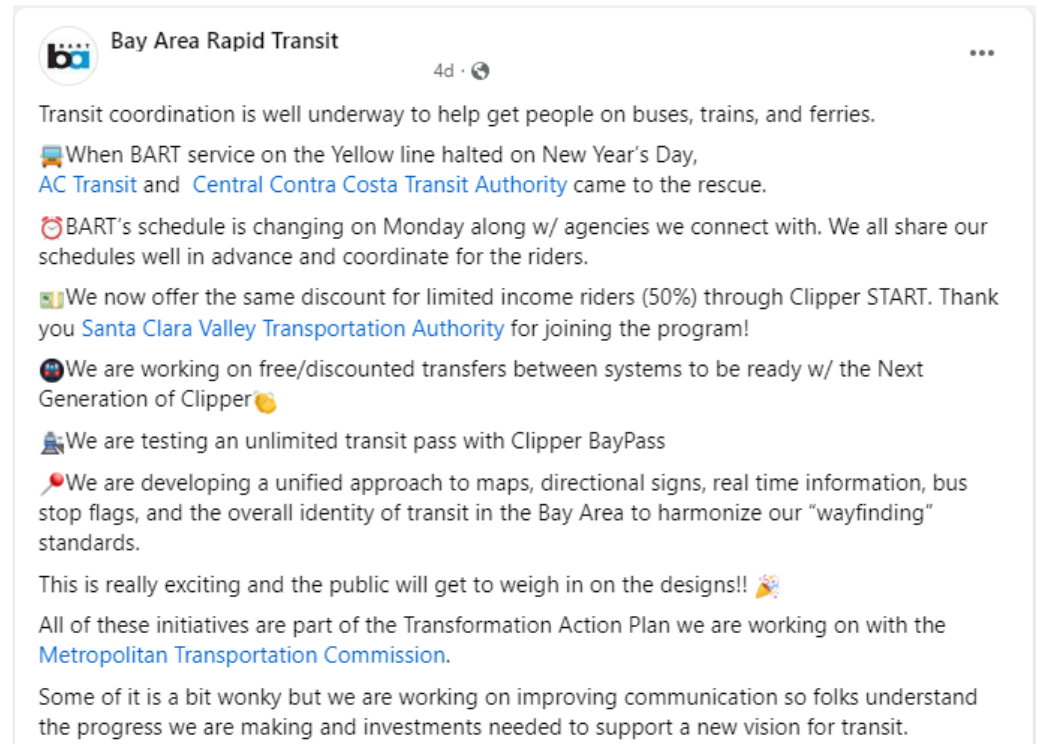 BART
ba
Bay Area Rapid Transit
4d ·
Transit coordination is well underway to help get people on buses, trains, and ferries.
🚍When BART service on the Yellow line halted on New Year's Day,
AC Transit and Central Contra Costa Transit Authority came to the rescue.
⏰BART's schedule is changing on Monday along w/ agencies we connect with. We all share our
schedules well in advance and coordinate for the riders.
💵We now offer the same discount for limited income riders (50%) through Clipper START. Thank
you Santa Clara Valley Transportation Authority for joining the program!
🚇We are working on free/discounted transfers between systems to be ready w/ the Next
Generation of Clipper👏
🚉We are testing an unlimited transit pass with Clipper BayPass
📍We are developing a unified approach to maps, directional signs, real time information, bus
stop flags, and the overall identity of transit in the Bay Area to harmonize our “wayfinding”
standards.
This is really exciting and the public will get to weigh in on the designs!! 🎉
All of these initiatives are part of the Transformation Action Plan we are working on with the
Metropolitan Transportation Commission.
Some of it is a bit wonky but we are working on improving communication so folks understand
the progress we are making and investments needed to support a new vision for transit.